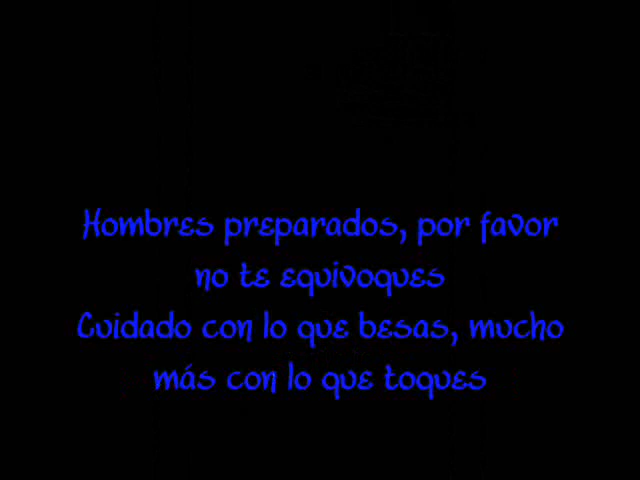 Hombres preparados, por favor
no te equivoques
Cuidado con lo que besas, mucho
más con lo que toques